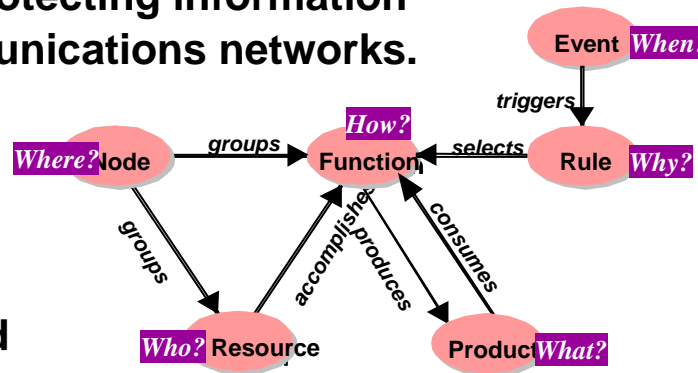 otecting information
unications networks.
Event When?
triggers
How?
Where? Node groups Function selects Rule Why?
groups accomplishes produces consumes
d
Who? Resource Product What?